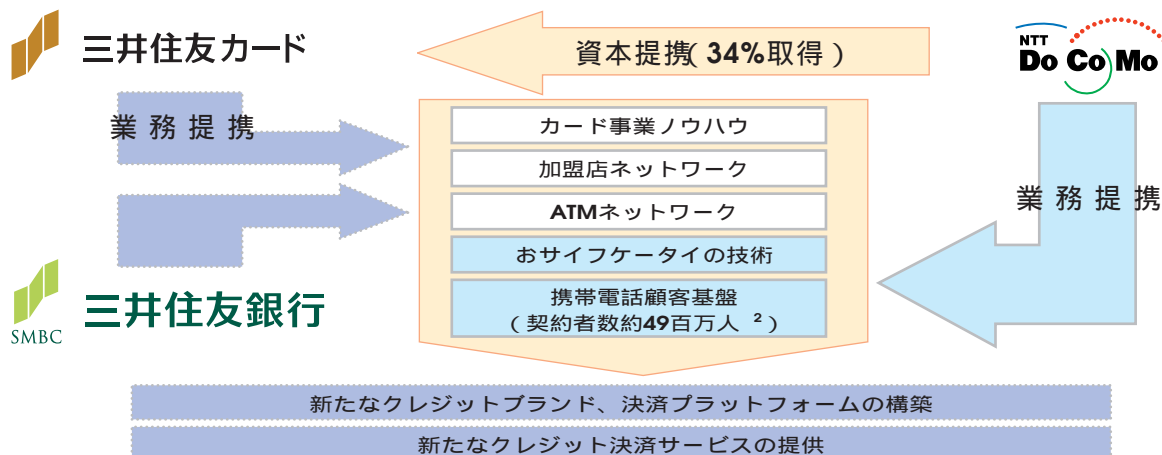 三井住友カード
資本提携( 34%取得 )
NTT
DoCoMo
業務提携
カード事業ノウハウ
加盟店ネットワーク
ATMネットワーク
おサイフケータイの技術
携帯電話顧客基盤
( 契約者数約49百万人 2 )
業務提携
三井住友銀行
SMBC
新たなクレジットブランド、決済プラットフォームの構築
新たなクレジット決済サービスの提供